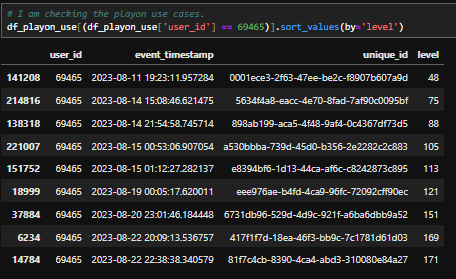 # I am checking the playon use cases.
df_playon_use[(df_playon_use['user_id'] == 69465)].sort_values(by='level')
user_id event_timestamp unique_id level
141208 69465 2023-08-11 19:23:11.957284 0001ece3-2f63-47ee-be2c-f8907b607a9d 48
214816 69465 2023-08-14 15:08:46.621475 5634f4a8-eacc-4e70-8fad-7af90c0095bf 75
138318 69465 2023-08-14 21:54:58.745714 898ab199-aca5-4f48-9af4-0c4367df73d5 88
221007 69465 2023-08-15 00:53:06.907054 a530bbba-739d-45d0-b356-2e2282c2c883 105
151752 69465 2023-08-15 01:12:27.282137 e8394bf6-1d13-44ca-af6c-c8242873c895 113
18999 69465 2023-08-19 00:05:17.620011 eee976ae-b4fd-4ca9-96fc-72092cff90ec 121
37884 69465 2023-08-20 23:01:46.184448 6731db96-529d-4d9c-921f-a6ba6dbb9a52 151
6234 69465 2023-08-22 20:09:13.536757 417f1f7d-18ea-46f3-bb9c-7c1781d61d03 169
14784 69465 2023-08-22 22:38:38.340579 81f7c4cb-8390-4ca4-abd3-310080e84a27 171